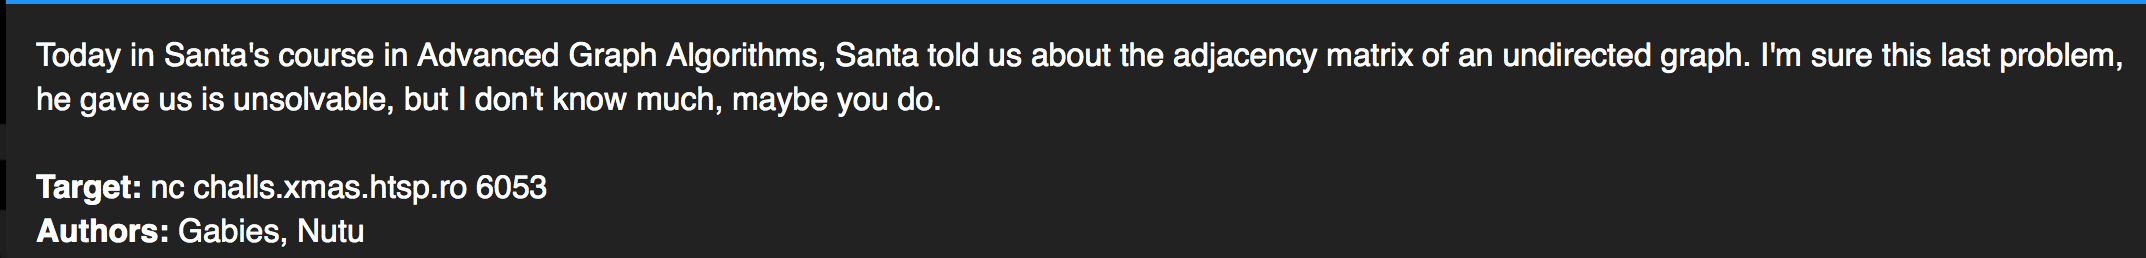 Today in Santa's course in Advanced Graph Algorithms, Santa told us about the adjacency matrix of an undirected graph. I'm sure this last problem,
he gave us is unsolvable, but I don't know much, maybe you do.
Target: nc challs.xmas.htsp.ro 6053
Authors: Gabies, Nutu